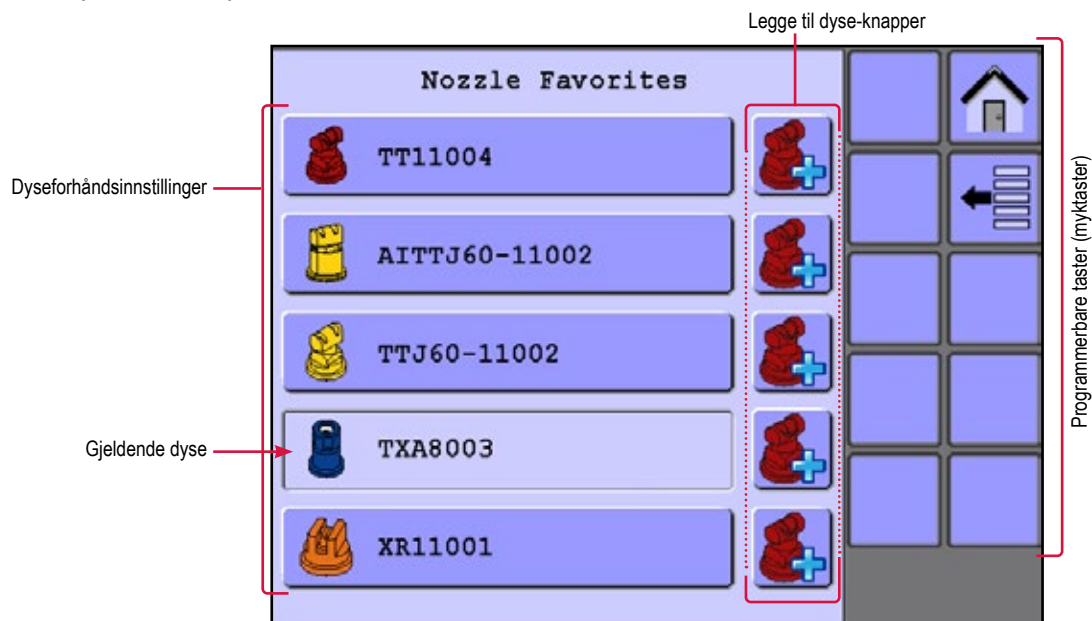 Legge til dyse-knapper
Nozzle Favorites
TT11004
Dyseforhåndsinnstillinger
AITTJ60-11002
TTJ60-11002
Gjeldende dyse
TXA8003
XR11001
Programmerbare taster (myktaster)